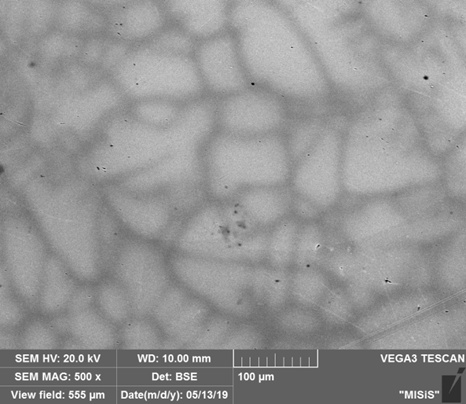 SEM HV: 20.0 kV WD: 10.00 mm VEGA3 TESCAN
SEM MAG: 500 x Det: BSE 100 µm
View field: 555 µm Date(m/d/y): 05/13/19 "MISiS"